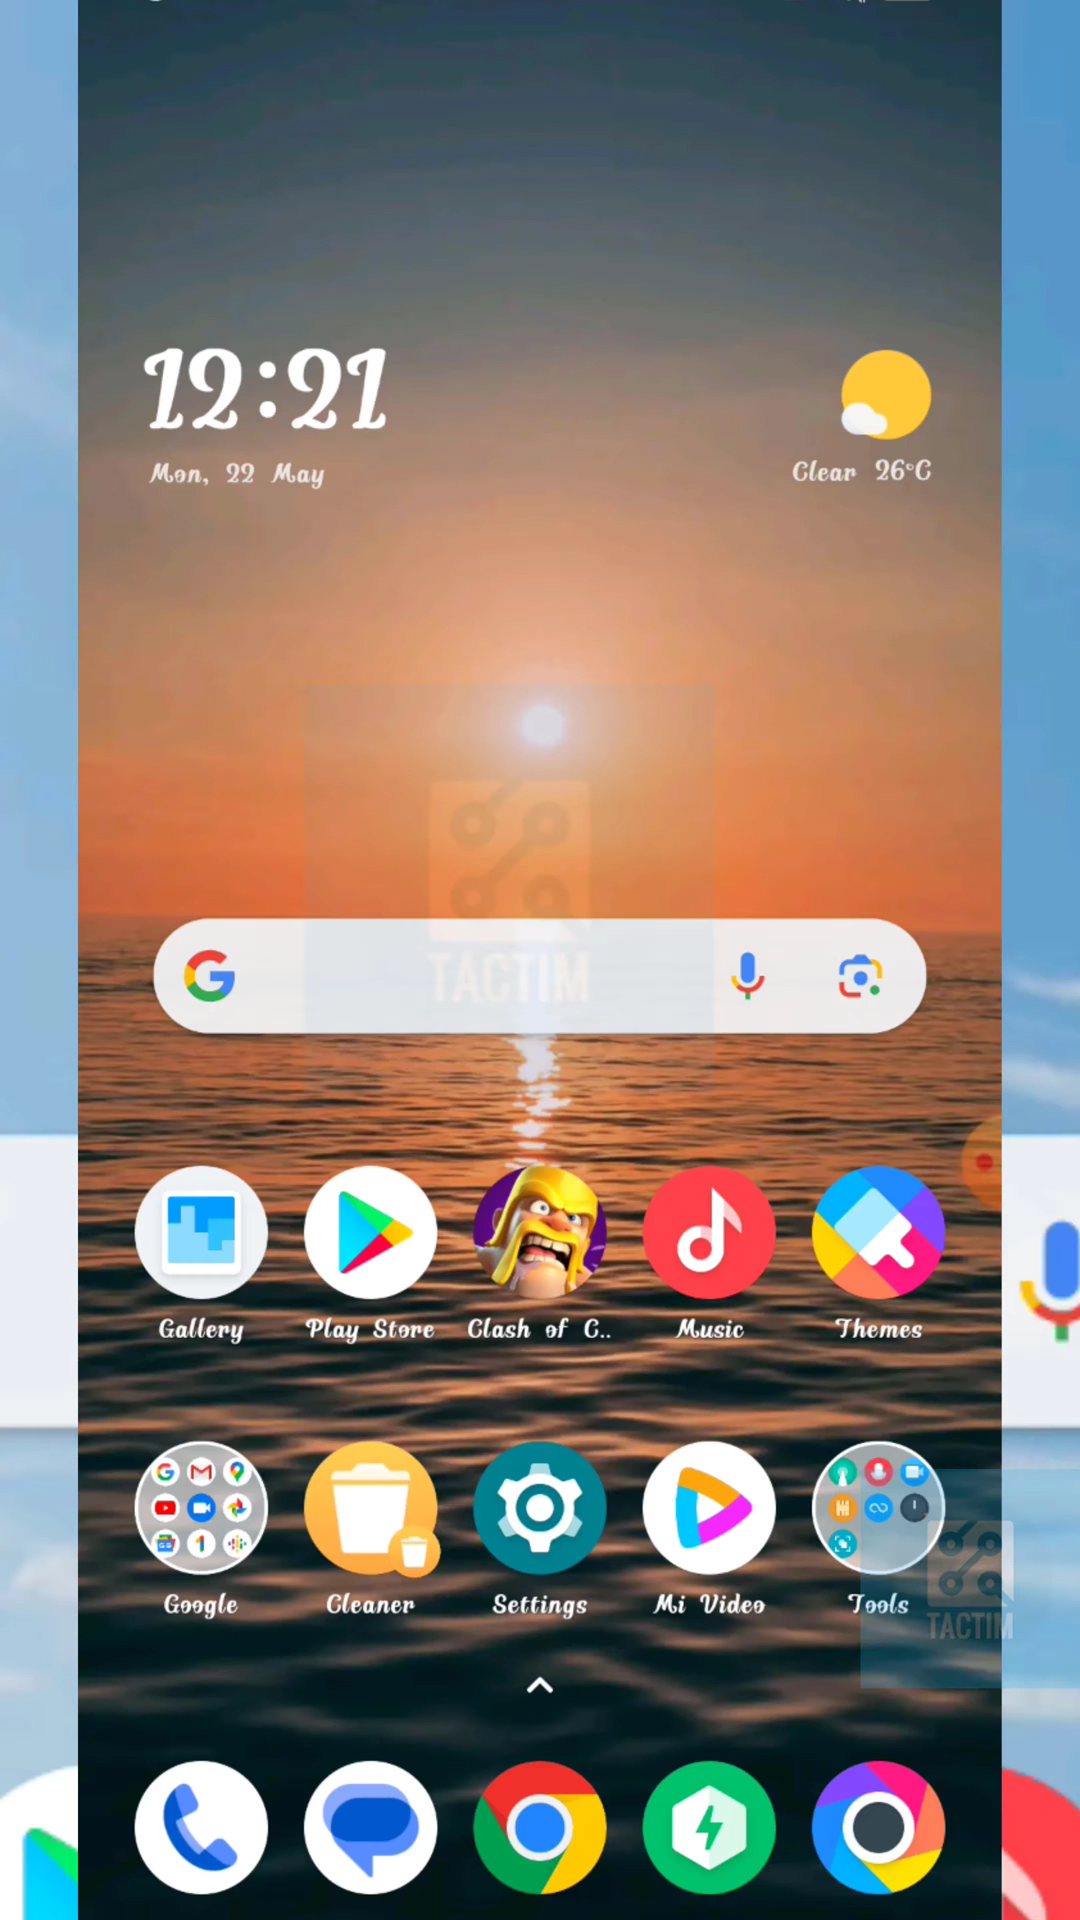 12:21
Mon, 22 May
Clear 26°C
TACTIM
Gallery
Play Store
Clash of C..
Music
Themes
Google
Cleaner
Settings
Mi Video
Tools
TACTIM